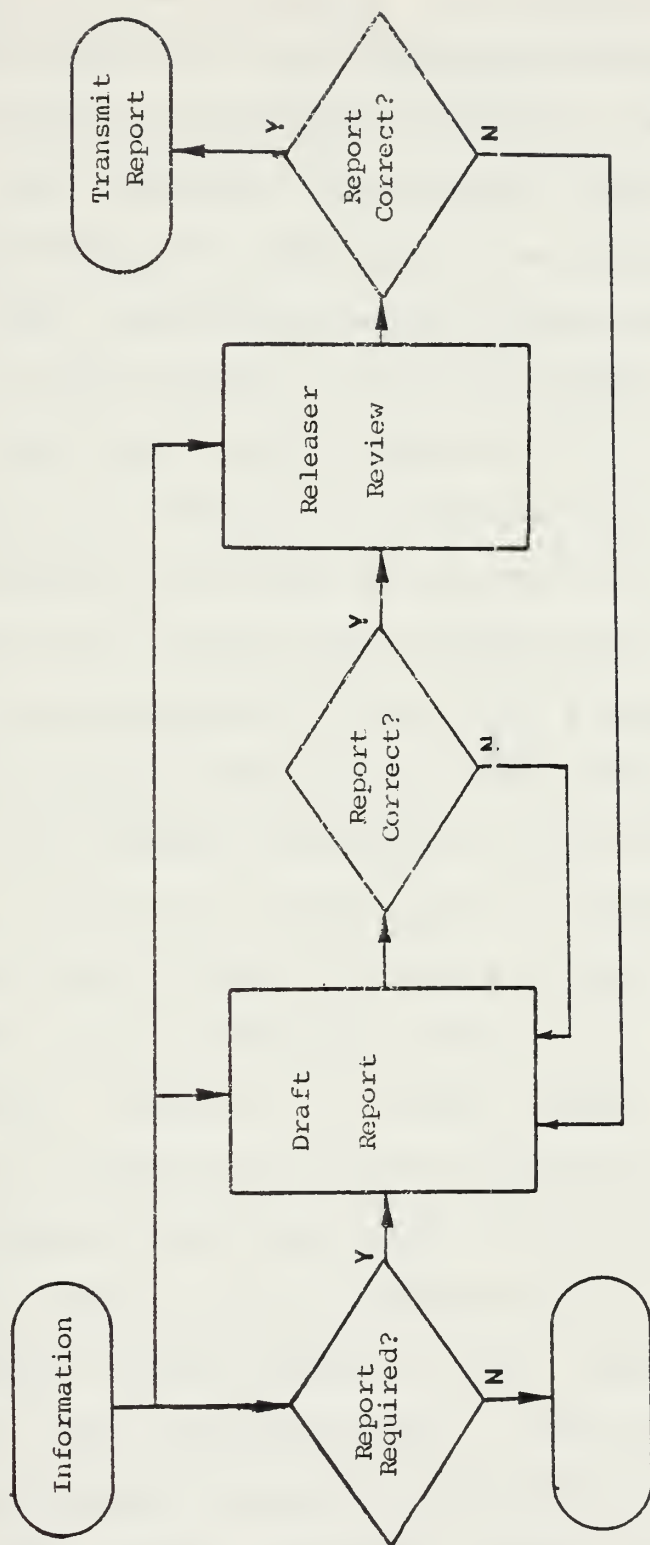 Information
Report
Required?
Y
N
Draft
Report
Report
Correct?
Y
N
Releaser
Review
Report
Correct?
Y
N
Transmit
Report